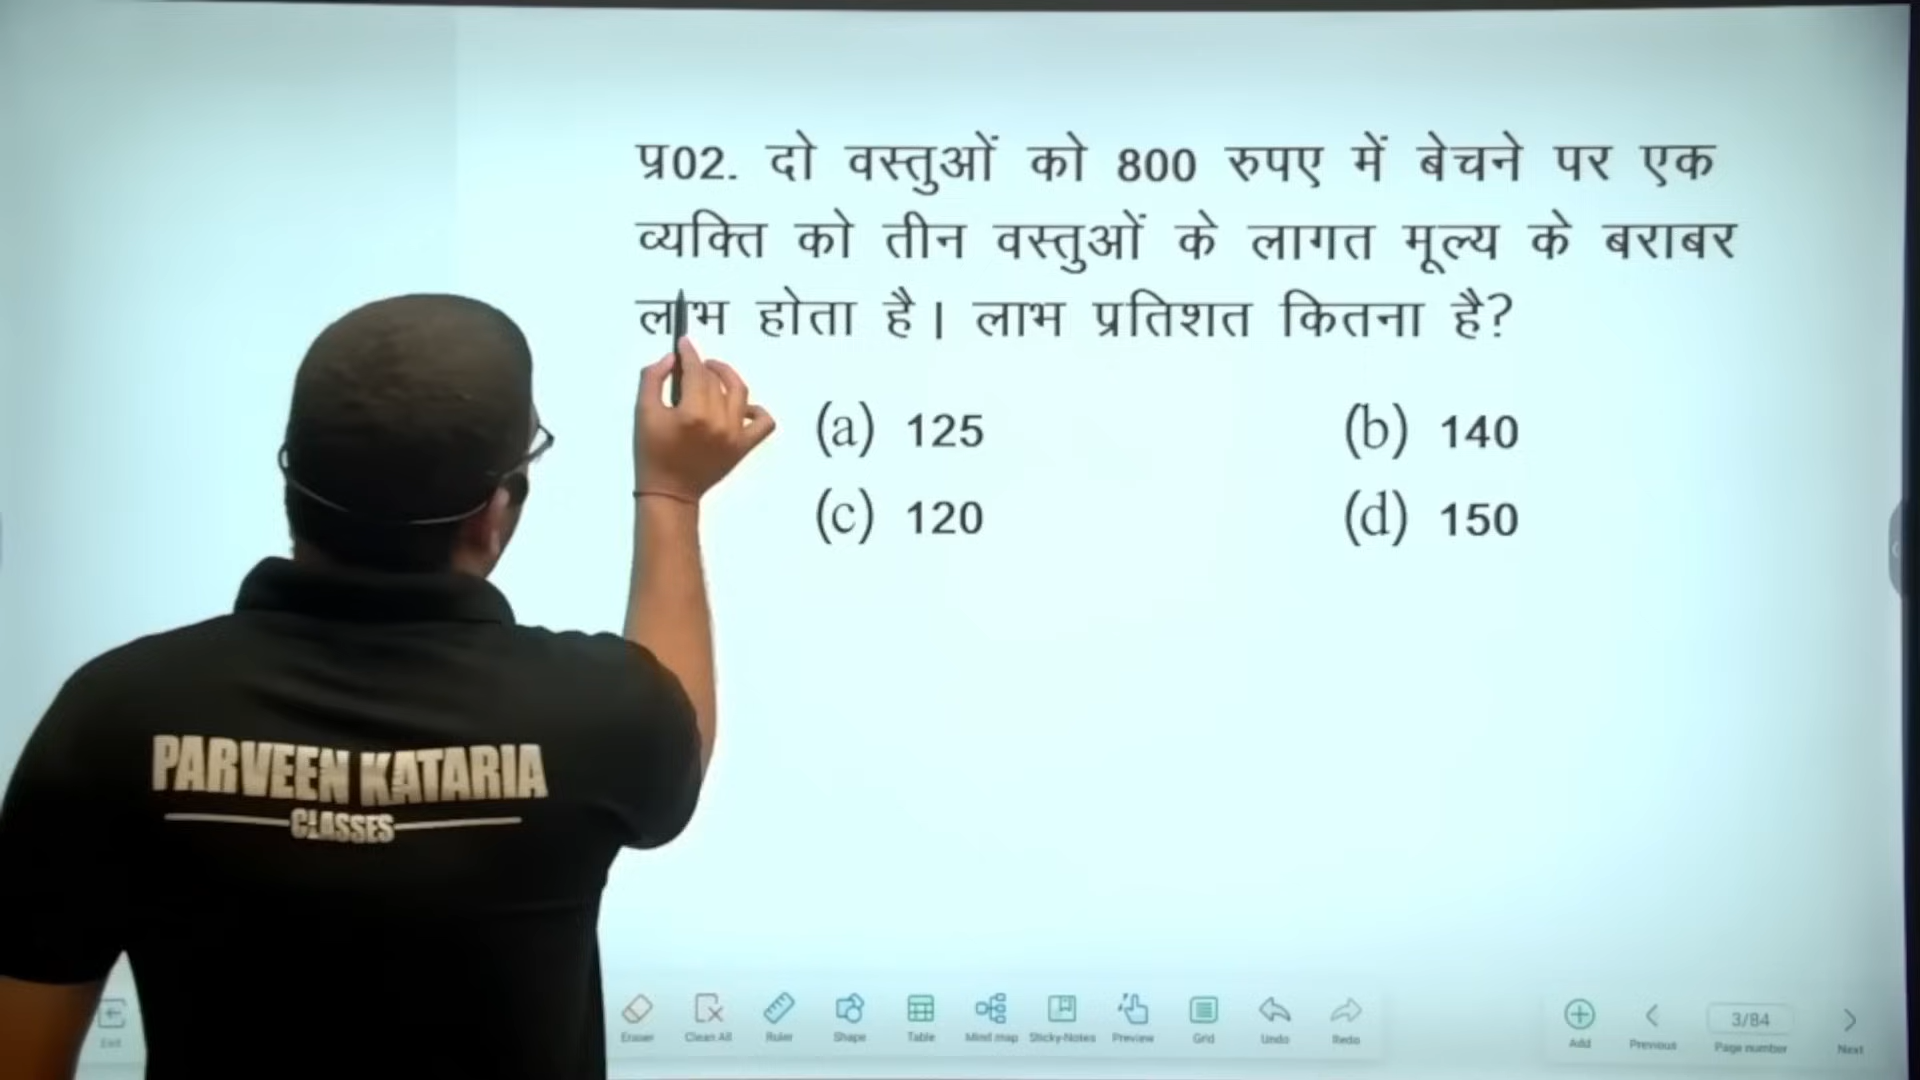 प्र02. दो वस्तुओं को 800 रुपए में बेचने पर एक
व्यक्ति को तीन वस्तुओं के लागत मूल्य के बराबर
लाभ होता है। लाभ प्रतिशत कितना है?
(a) 125 (b) 140
(c) 120 (d) 150
PARVEEN KATARIA
CLASSES
Exit Eraser Clean All Ruler Shape Table Mind map Sticky-Notes Preview Grid Undo Redo Add Previous 3/84 Page number Next